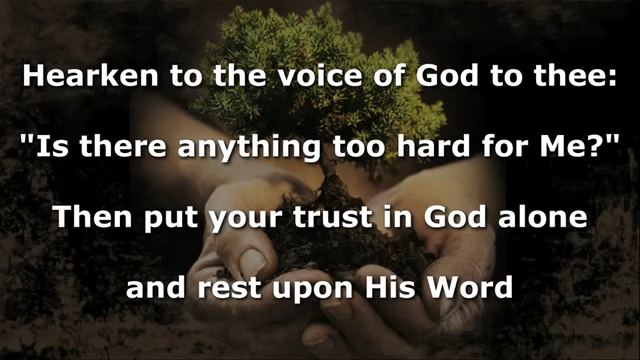 Hearken to the voice of God to thee:
"Is there anything too hard for Me?"
Then put your trust in God alone
and rest upon His Word